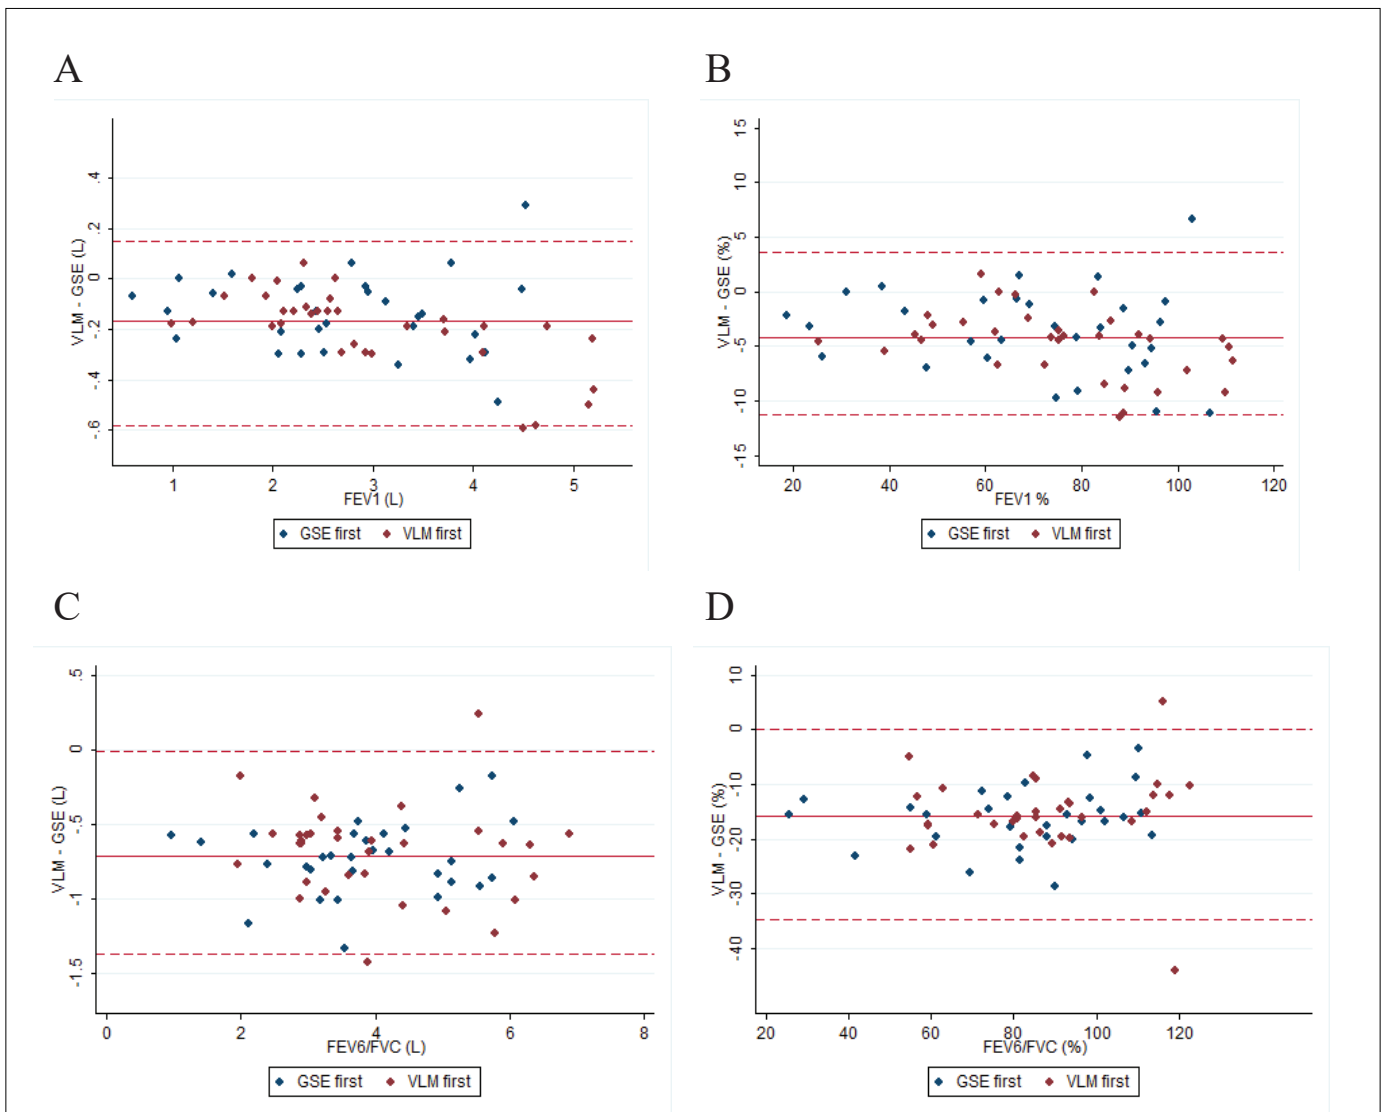 A
B
.4
.2
0
-.2
-.4
-.6
VLM - GSE (L)
1 2 3 4 5
FEV1 (L)
GSE first VLM first
15
10
5
0
-5
-10
-15
VLM - GSE (%)
20 40 60 80 100 120
FEV1 %
GSE first VLM first
C
D
.5
0
-.5
-1
-1.5
VLM - GSE (L)
0 2 4 6 8
FEV6/FVC (L)
GSE first VLM first
10
0
-10
-20
-30
-40
VLM - GSE (%)
20 40 60 80 100 120
FEV6/FVC (%)
GSE first VLM first